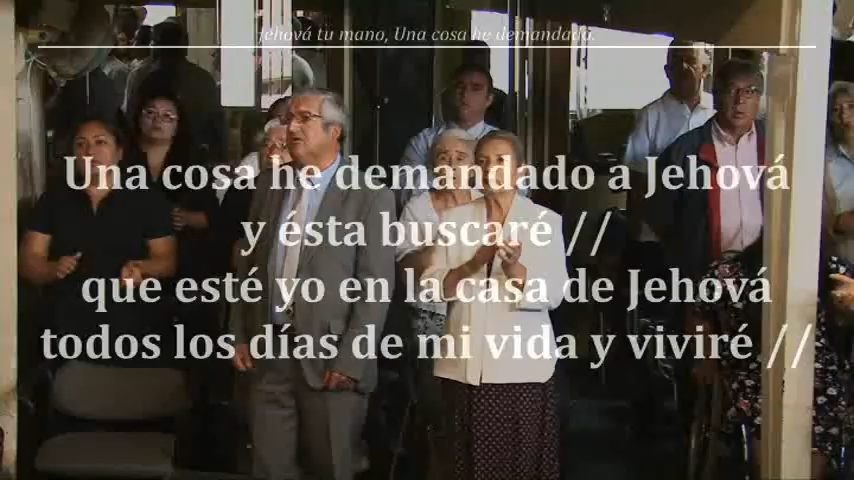 Jehová tu mano, Una cosa he demandado.
Una cosa he demandado a Jehová
y ésta buscaré //
que esté yo en la casa de Jehová
todos los días de mi vida y viviré //